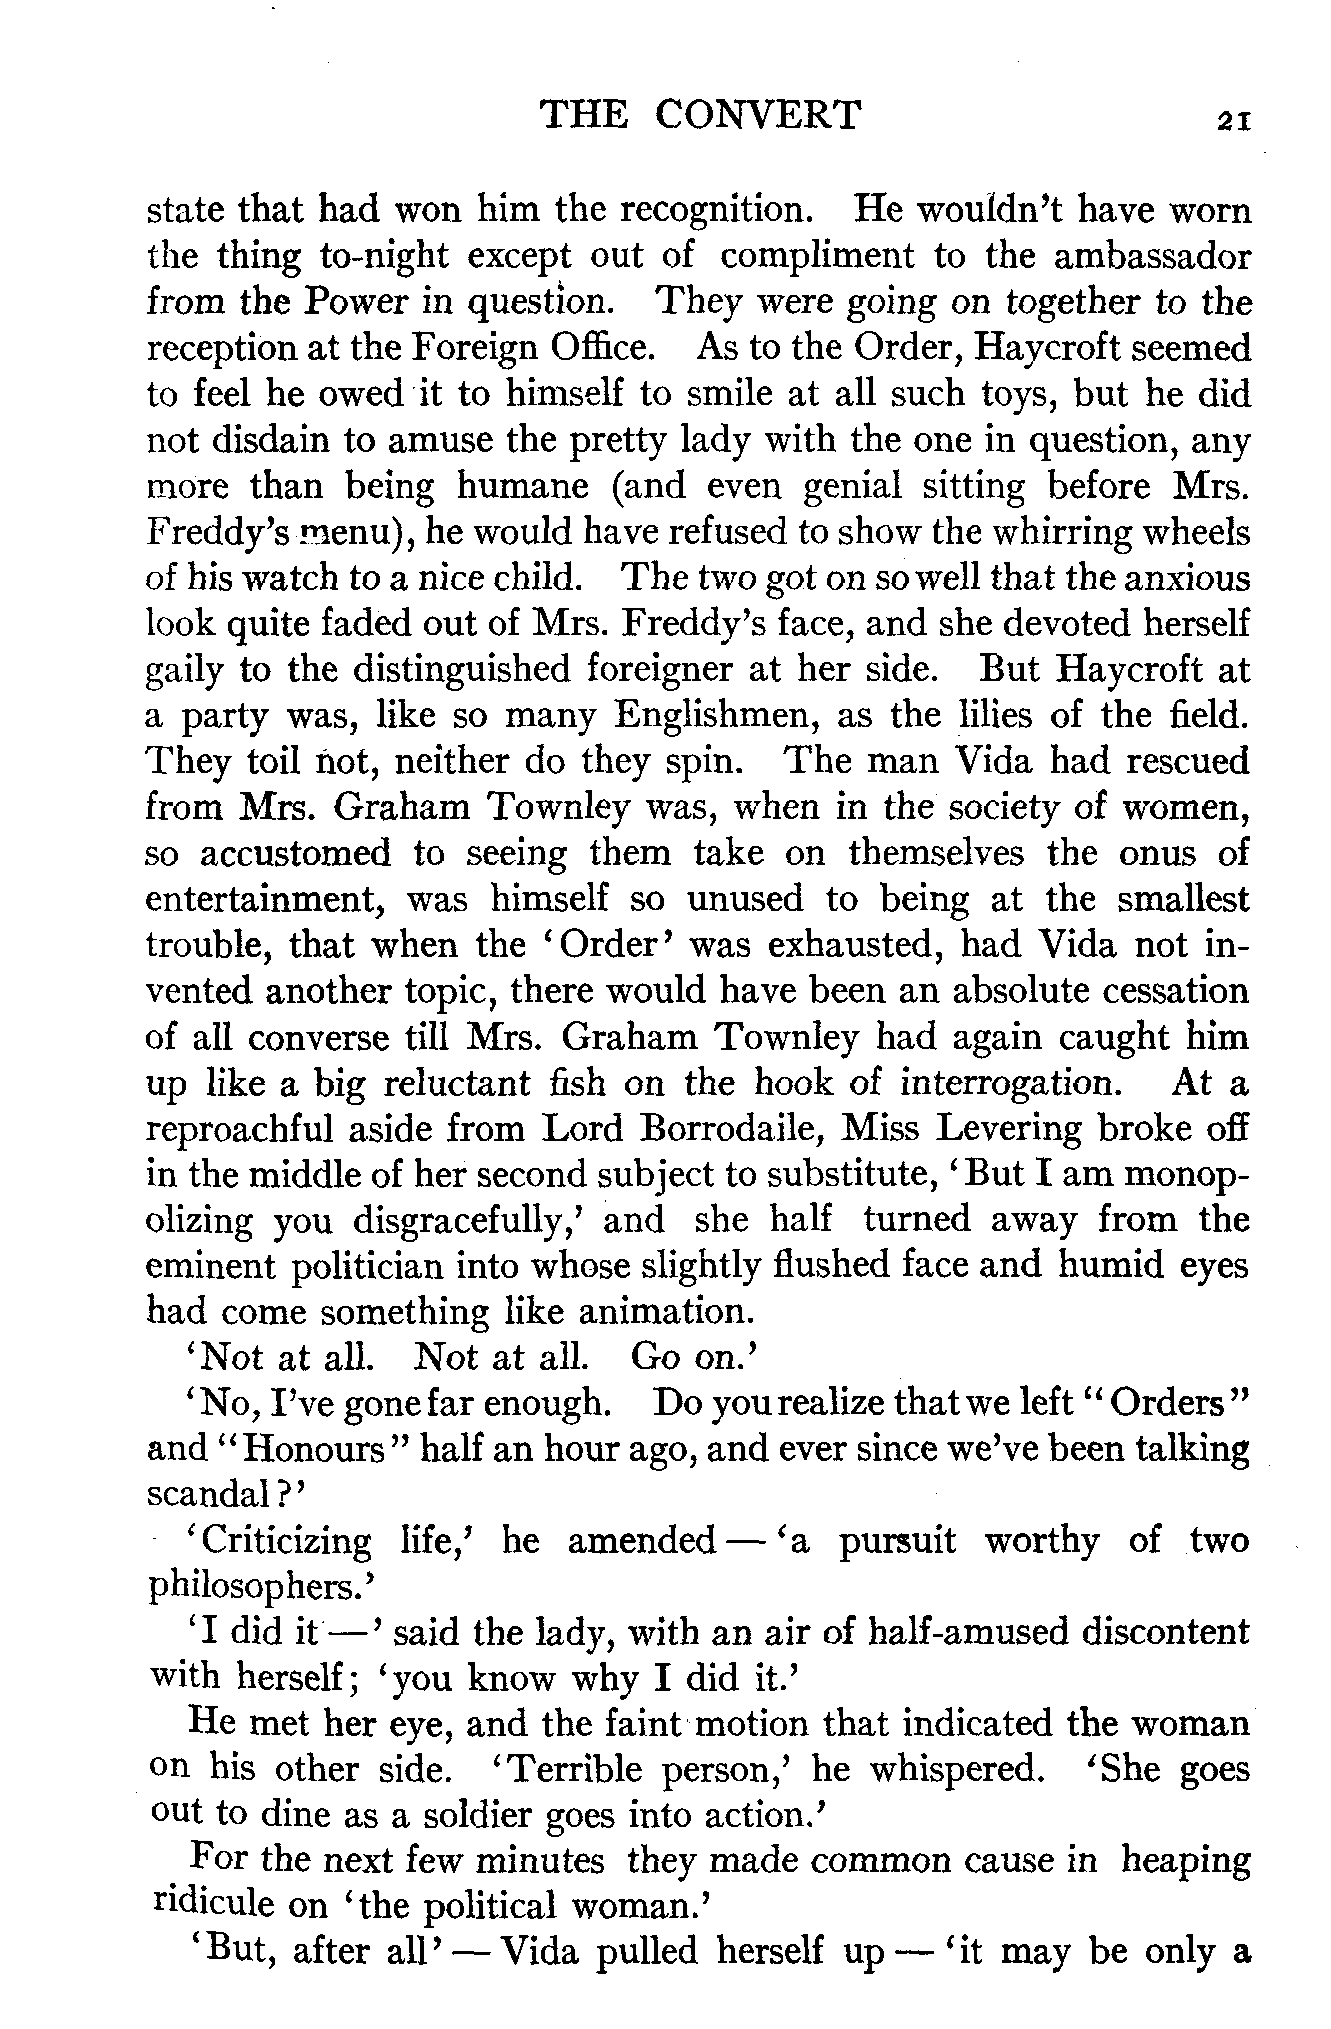 THE CONVERT 21
state that had won him the recognition. He wouldn't have worn
the thing to-night except out of compliment to the ambassador
from the Power in question. They were going on together to the
reception at the Foreign Office. As to the Order, Haycroft seemed
to feel he owed it to himself to smile at all such toys, but he did
not disdain to amuse the pretty lady with the one in question, any
more than being humane (and even genial sitting before Mrs.
Freddy's menu), he would have refused to show the whirring wheels
of his watch to a nice child. The two got on so well that the anxious
look quite faded out of Mrs. Freddy's face, and she devoted herself
gaily to the distinguished foreigner at her side. But Haycroft at
a party was, like so many Englishmen, as the lilies of the field.
They toil not, neither do they spin. The man Vida had rescued
from Mrs. Graham Townley was, when in the society of women,
so accustomed to seeing them take on themselves the onus of
entertainment, was himself so unused to being at the smallest
trouble, that when the 'Order' was exhausted, had Vida not in-
vented another topic, there would have been an absolute cessation
of all converse till Mrs. Graham Townley had again caught him
up like a big reluctant fish on the hook of interrogation. At a
reproachful aside from Lord Borrodaile, Miss Levering broke off
in the middle of her second subject to substitute, 'But I am monop-
olizing you disgracefully,' and she half turned away from the
eminent politician into whose slightly flushed face and humid eyes
had come something like animation.
'Not at all. Not at all. Go on.'
'No, I've gone far enough. Do you realize that we left "Orders"
and "Honours" half an hour ago, and ever since we've been talking
scandal?'
'Criticizing life,' he amended — 'a pursuit worthy of two
philosophers.'
'I did it —' said the lady, with an air of half-amused discontent
with herself; 'you know why I did it.'
He met her eye, and the faint motion that indicated the woman
on his other side. 'Terrible person,' he whispered. 'She goes
out to dine as a soldier goes into action.'
For the next few minutes they made common cause in heaping
ridicule on 'the political woman.'
'But, after all' — Vida pulled herself up — 'it may be only a